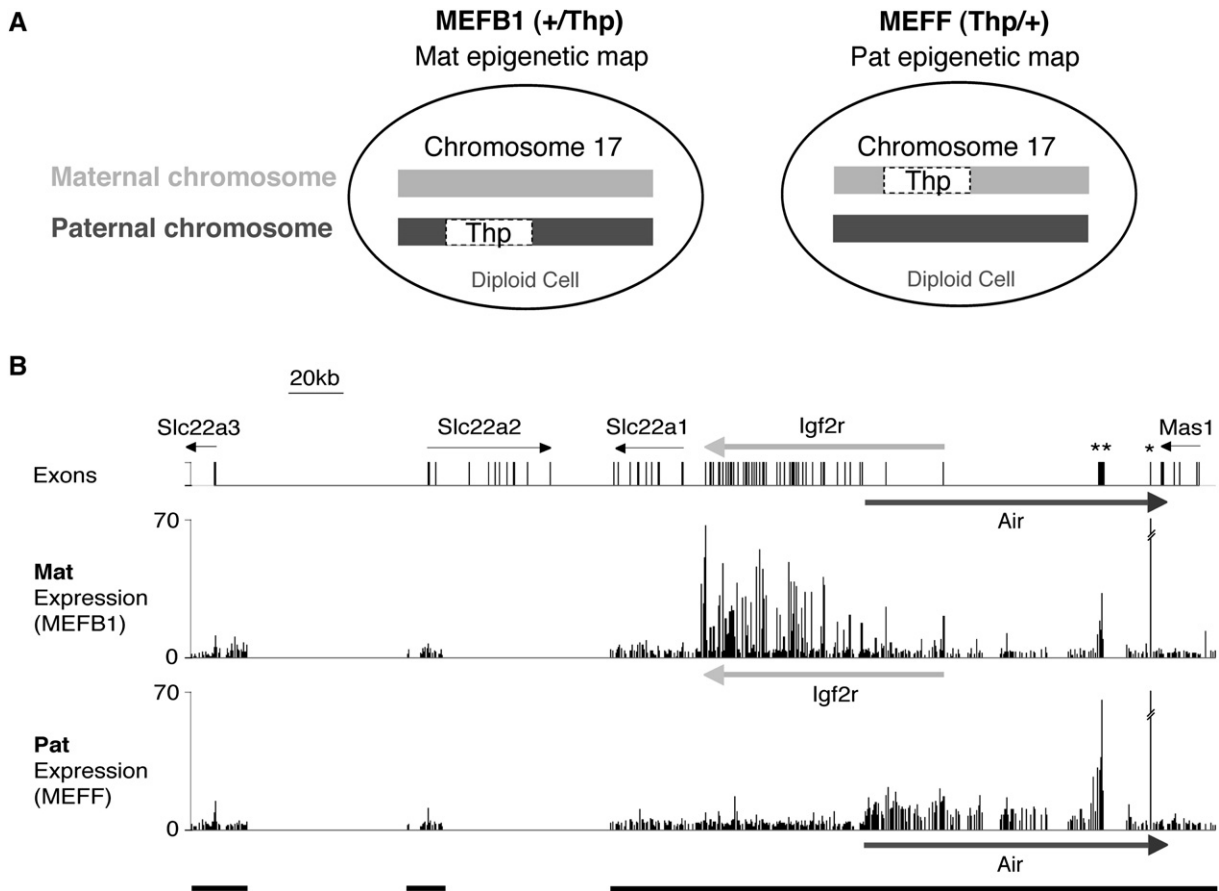 A
MEFB1 (+/Thp)
Mat epigenetic map
MEFF (Thp/+)
Pat epigenetic map
Maternal chromosome
Paternal chromosome
Chromosome 17
Thp
Diploid Cell
Chromosome 17
Thp
Diploid Cell
B
20kb
Slc22a3
Slc22a2
Slc22a1
Igf2r
**
*
Mas1
Exons
Air
70
Mat
Expression
(MEFB1)
0
Igf2r
70
Pat
Expression
(MEFF)
0
Air